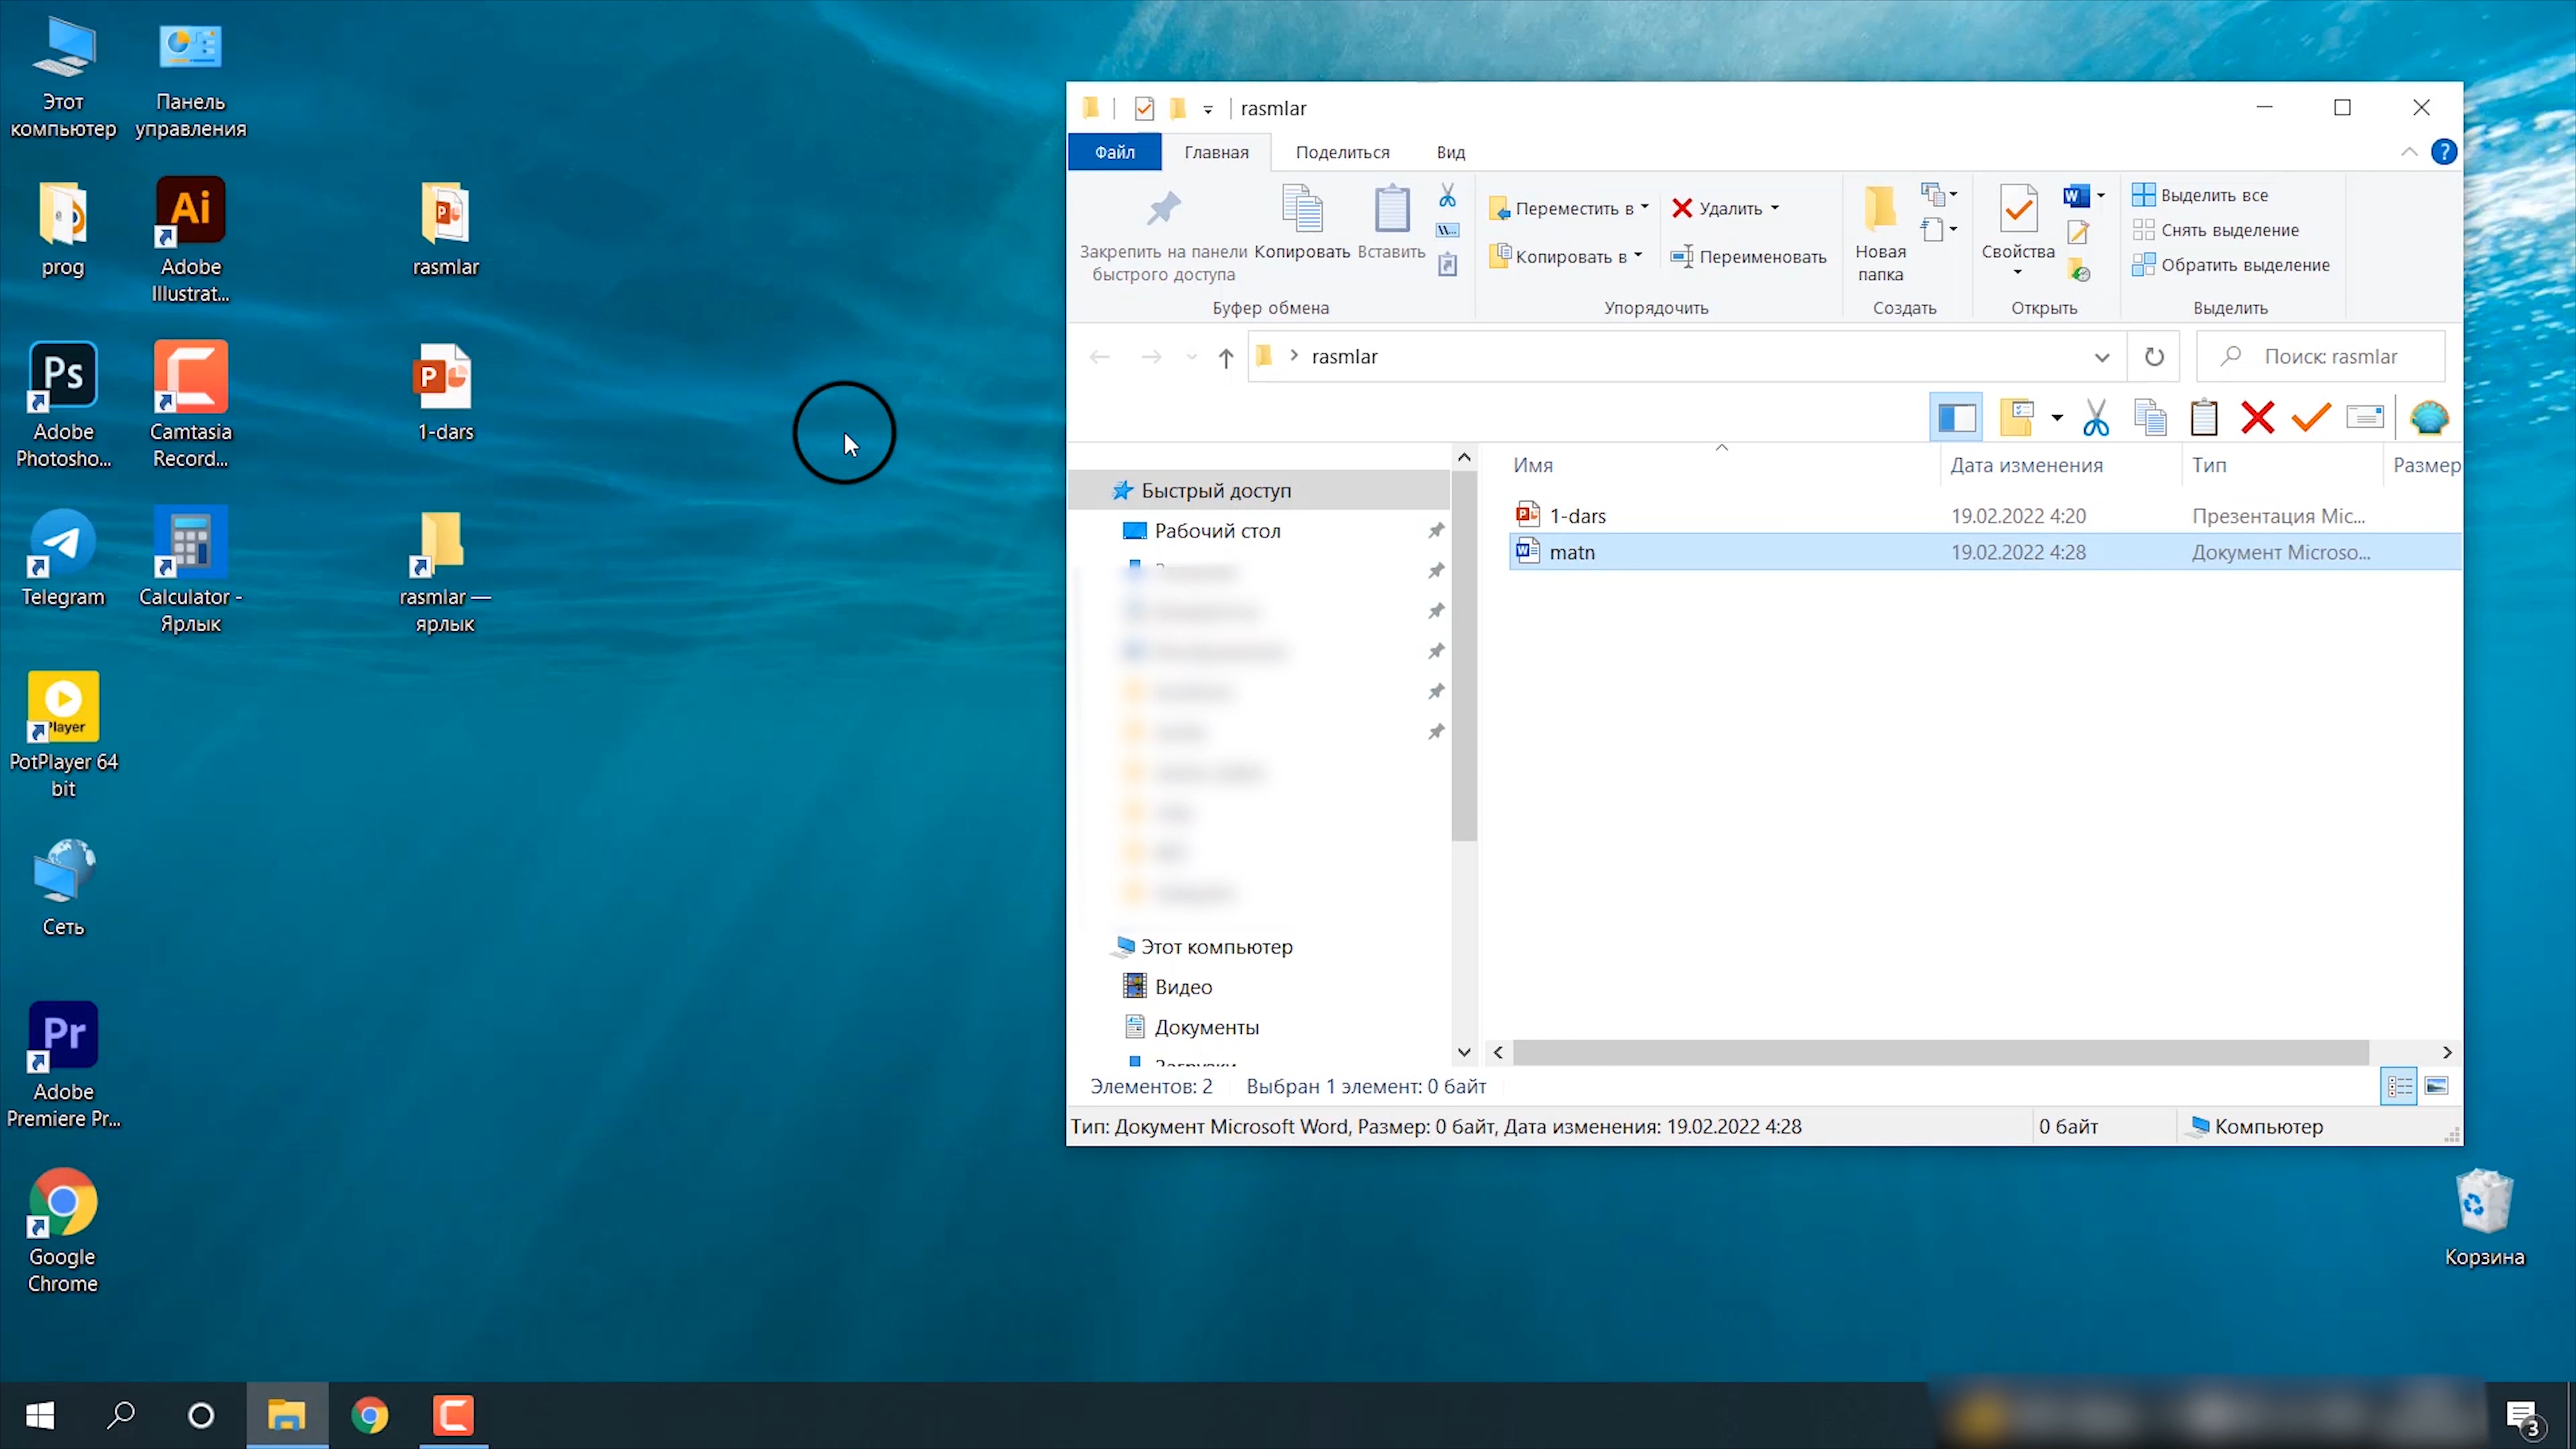 Этот
компьютер
Панель
управления
prog
Adobe
Illustrat...
rasmlar
Adobe
Photosho...
Camtasia
Record...
1-dars
Telegram
Calculator -
Ярлык
rasmlar —
ярлык
Player
PotPlayer 64
bit
Сеть
Adobe
Premiere Pr...
Google
Chrome
Корзина
rasmlar
Файл
Главная
Поделиться
Вид
Закрепить на панели
быстрого доступа
Копировать
Вставить
Буфер обмена
Переместить в
Копировать в
Удалить
Переименовать
Упорядочить
Новая
папка
Создать
Свойства
Открыть
Выделить все
Снять выделение
Обратить выделение
Выделить
rasmlar
Поиск: rasmlar
Имя
Дата изменения
Тип
Размер
1-dars
19.02.2022 4:20
Презентация Mic...
matn
19.02.2022 4:28
Документ Microso...
Быстрый доступ
Рабочий стол
Этот компьютер
Видео
Документы
Загрузки
Элементов: 2
Выбран 1 элемент: 0 байт
Тип: Документ Microsoft Word, Размер: 0 байт, Дата изменения: 19.02.2022 4:28
0 байт
Компьютер
Ai
Ps
Pr
3